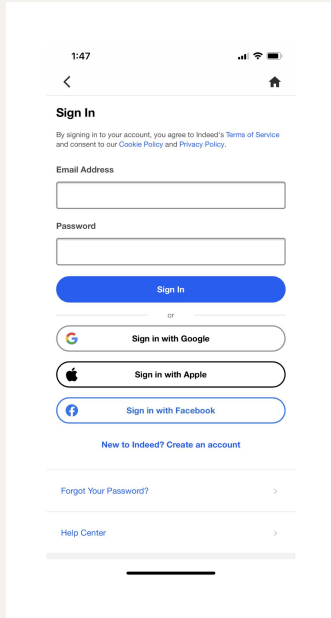 1:47
Sign In
By signing in to your account, you agree to Indeed's Terms of Service
and consent to our Cookie Policy and Privacy Policy.
Email Address
Password
Sign In
or
Sign in with Google
Sign in with Apple
Sign in with Facebook
New to Indeed? Create an account
Forgot Your Password?
Help Center